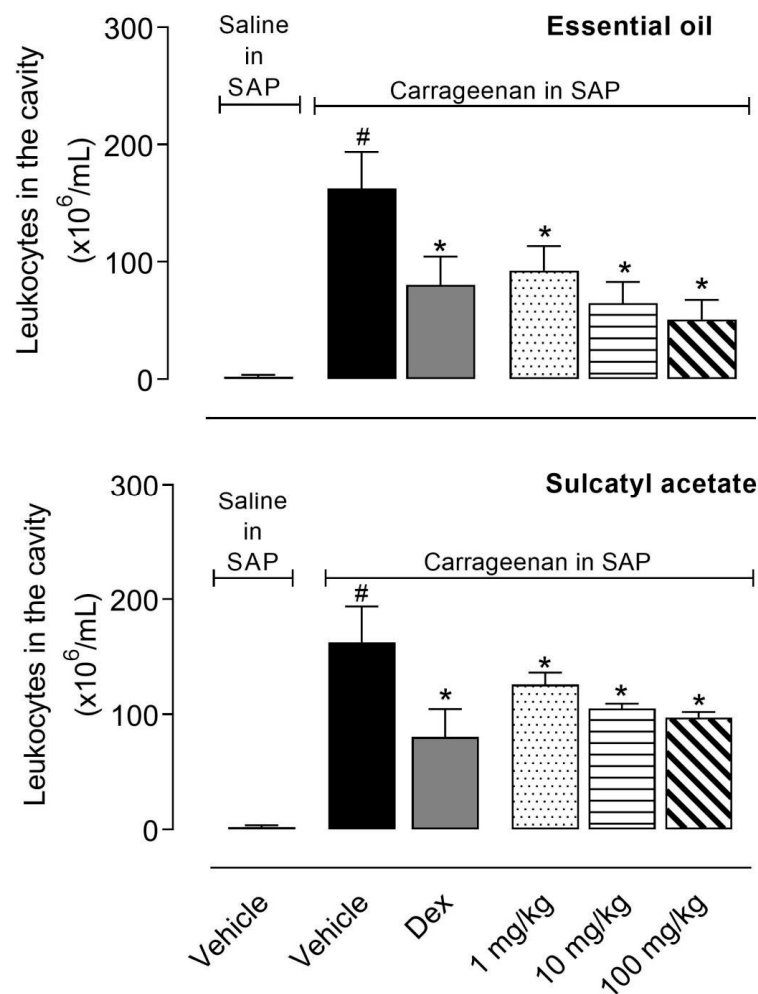 Essential oil
Saline
in
SAP
Carrageenan in SAP
Leukocytes in the cavity
(x10⁶/mL)
300
200
100
0
#
*
*
*
*
Sulcatyl acetate
Saline
in
SAP
Carrageenan in SAP
Leukocytes in the cavity
(x10⁶/mL)
300
200
100
0
#
*
*
*
*
Vehicle
Vehicle
Dex
1 mg/kg
10 mg/kg
100 mg/kg